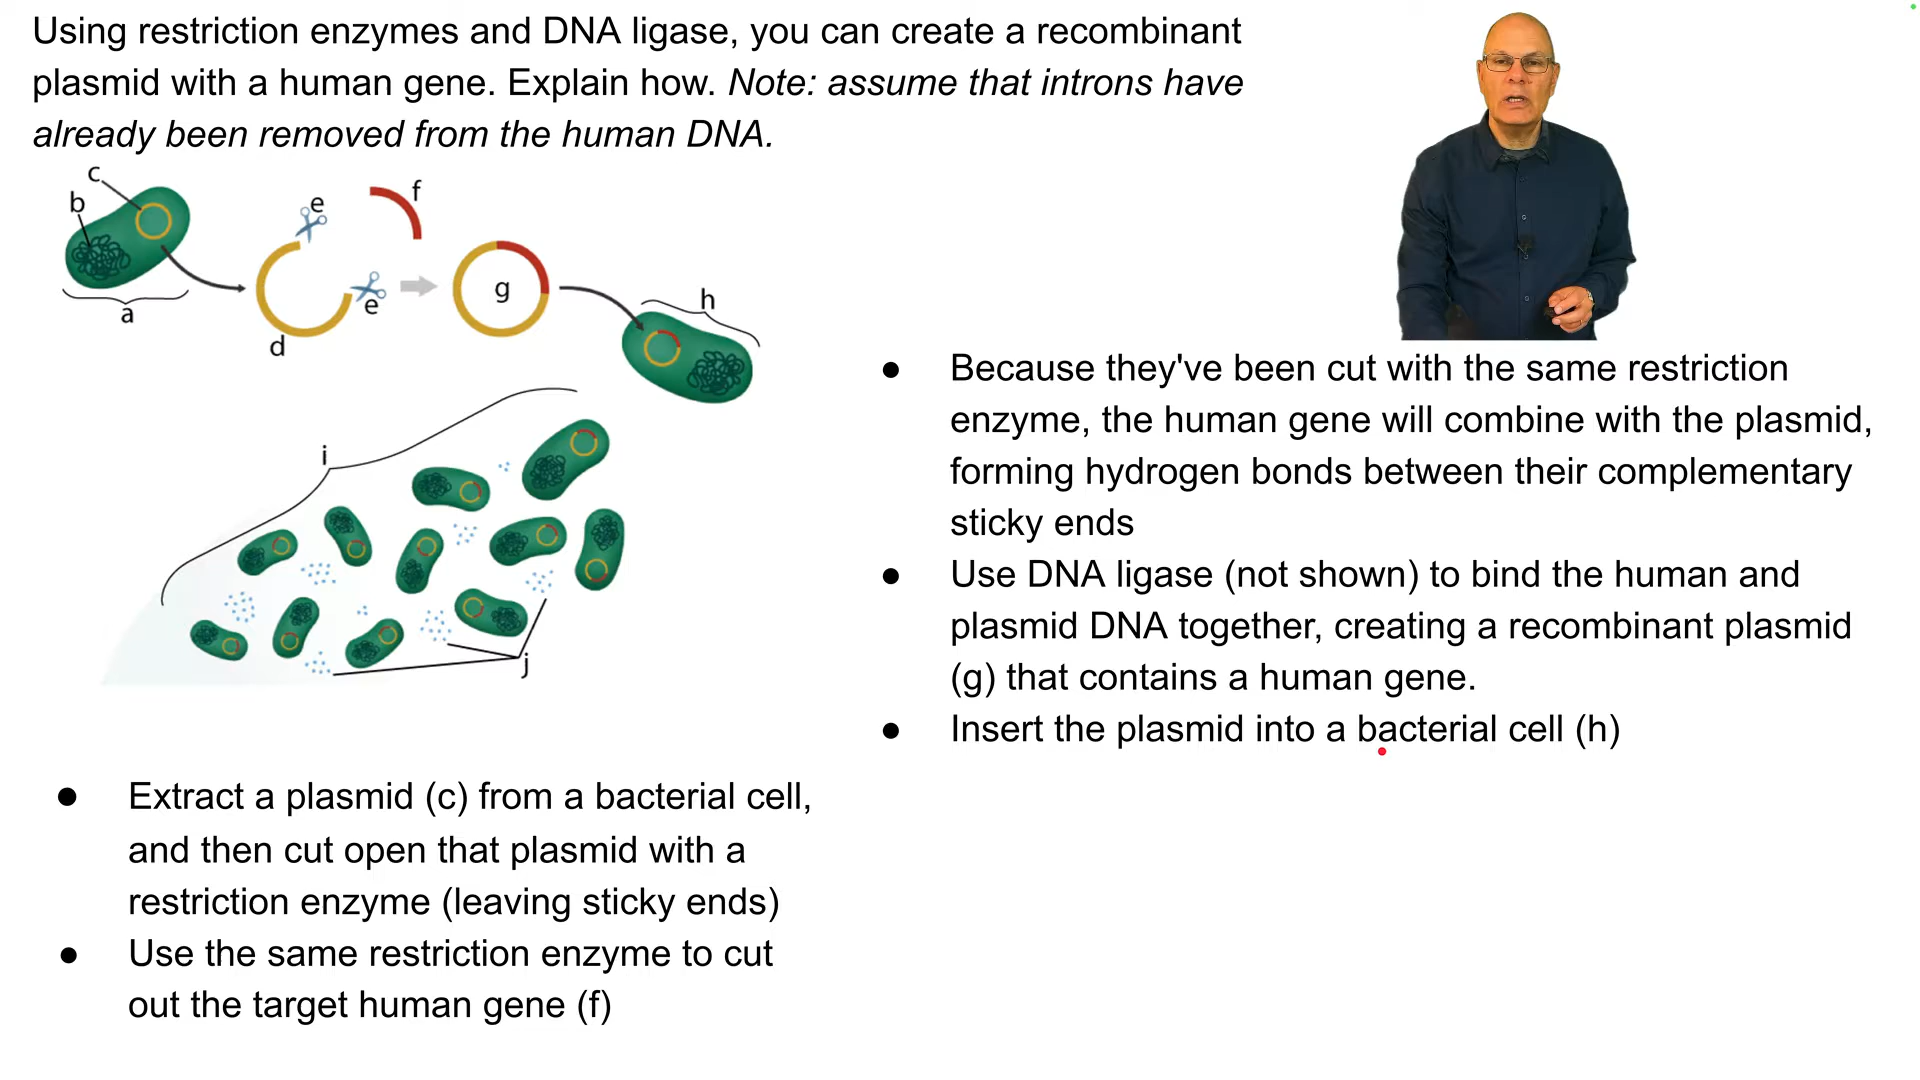 Using restriction enzymes and DNA ligase, you can create a recombinant
plasmid with a human gene. Explain how. Note: assume that introns have
already been removed from the human DNA.
c
b
a
e
f
e
d
g
h
i
j
● Extract a plasmid (c) from a bacterial cell,
and then cut open that plasmid with a
restriction enzyme (leaving sticky ends)
● Use the same restriction enzyme to cut
out the target human gene (f)
● Because they've been cut with the same restriction
enzyme, the human gene will combine with the plasmid,
forming hydrogen bonds between their complementary
sticky ends
● Use DNA ligase (not shown) to bind the human and
plasmid DNA together, creating a recombinant plasmid
(g) that contains a human gene.
● Insert the plasmid into a bacterial cell (h)